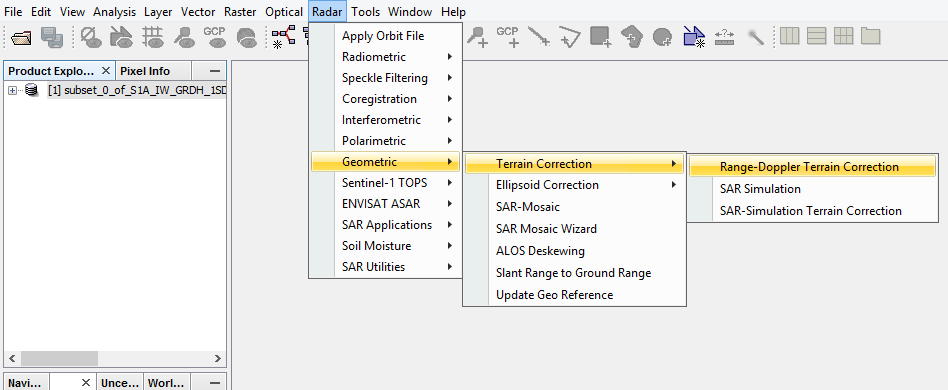 File Edit View Analysis Layer Vector Raster Optical Radar Tools Window Help
GCP
GCP
Product Explo... Pixel Info
[1] subset_0_of_S1A_IW_GRDH_1SD
Apply Orbit File
Radiometric
Speckle Filtering
Coregistration
Interferometric
Polarimetric
Geometric
Sentinel-1 TOPS
ENVISAT ASAR
SAR Applications
Soil Moisture
SAR Utilities
Terrain Correction
Ellipsoid Correction
SAR-Mosaic
SAR Mosaic Wizard
ALOS Deskewing
Slant Range to Ground Range
Update Geo Reference
Range-Doppler Terrain Correction
SAR Simulation
SAR-Simulation Terrain Correction
Navi... Unce... Worl...